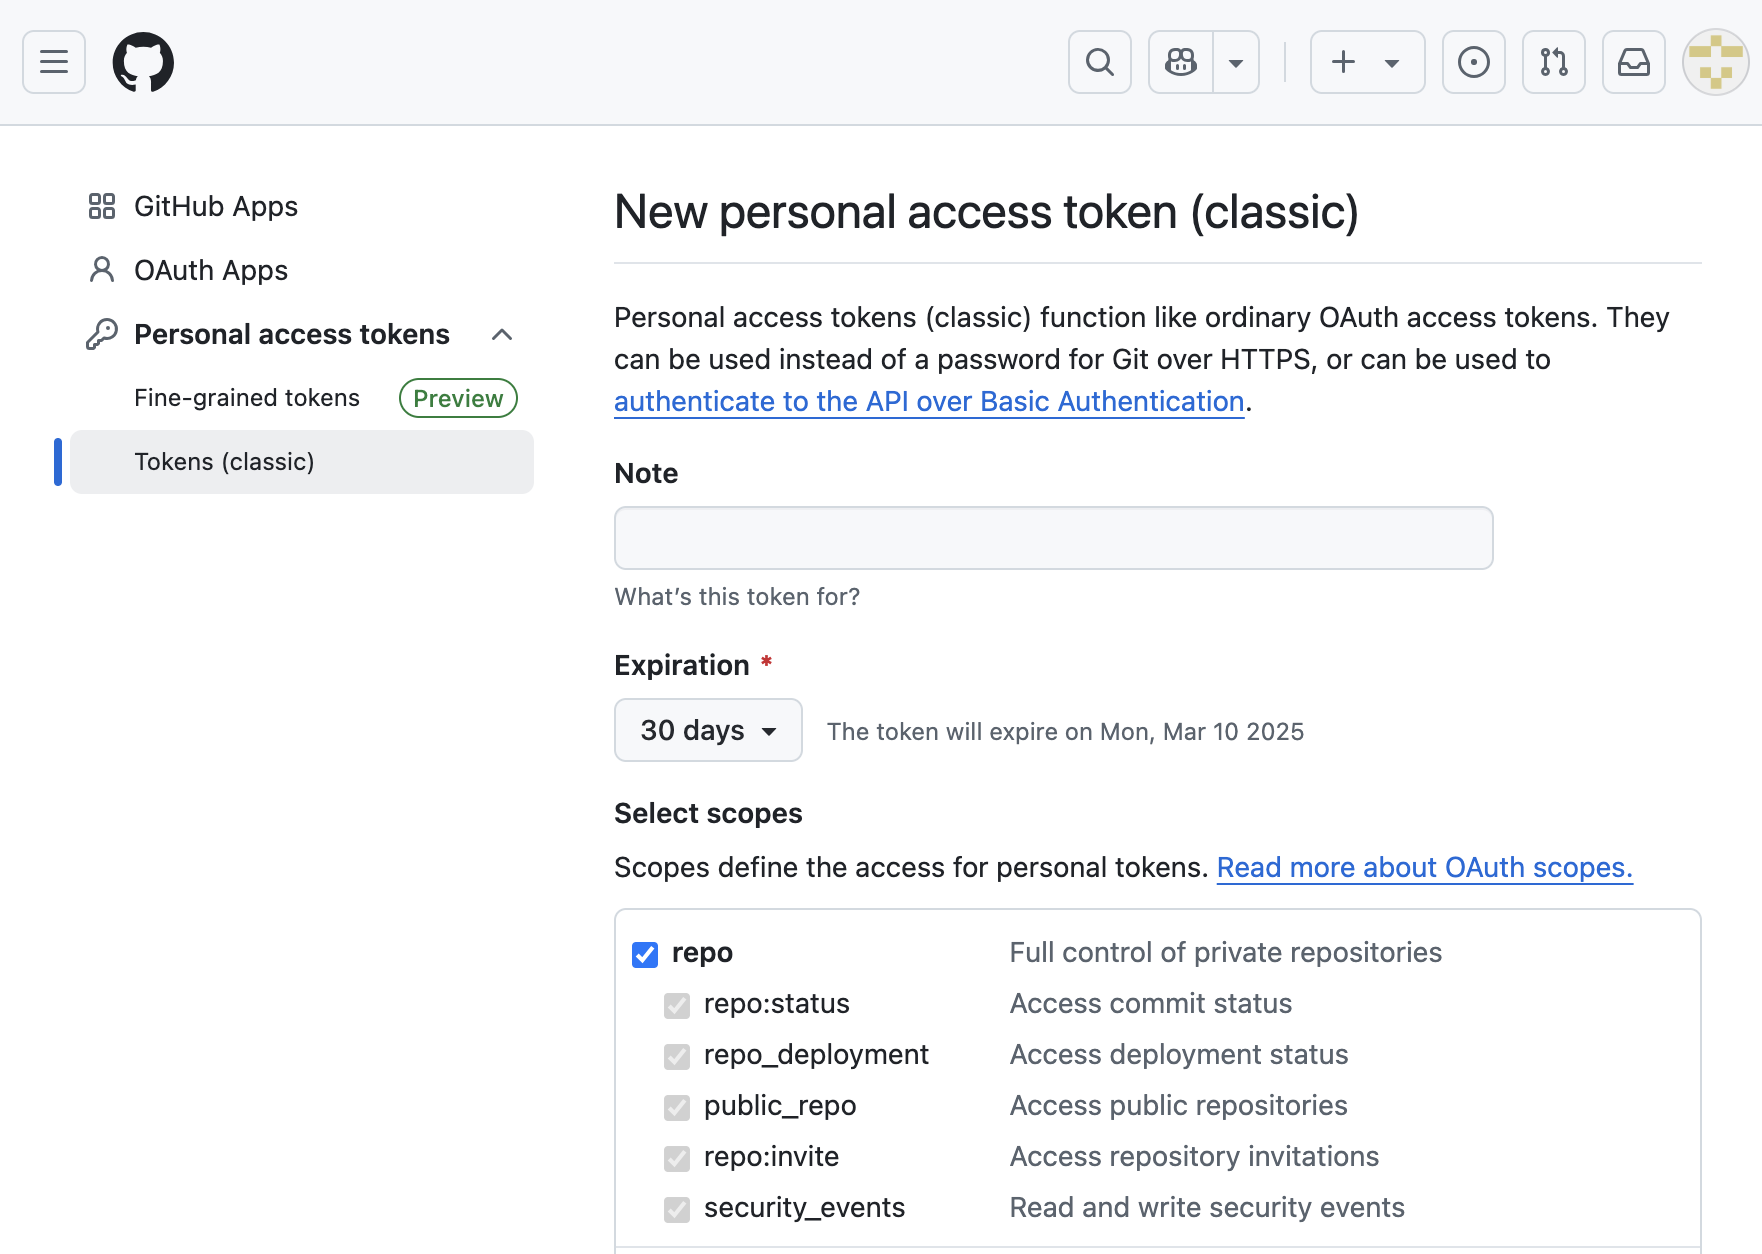 GitHub Apps
OAuth Apps
Personal access tokens
Fine-grained tokens Preview
Tokens (classic)
New personal access token (classic)
Personal access tokens (classic) function like ordinary OAuth access tokens. They
can be used instead of a password for Git over HTTPS, or can be used to
authenticate to the API over Basic Authentication.
Note
What's this token for?
Expiration *
30 days The token will expire on Mon, Mar 10 2025
Select scopes
Scopes define the access for personal tokens. Read more about OAuth scopes.
repo Full control of private repositories
repo:status Access commit status
repo_deployment Access deployment status
public_repo Access public repositories
repo:invite Access repository invitations
security_events Read and write security events